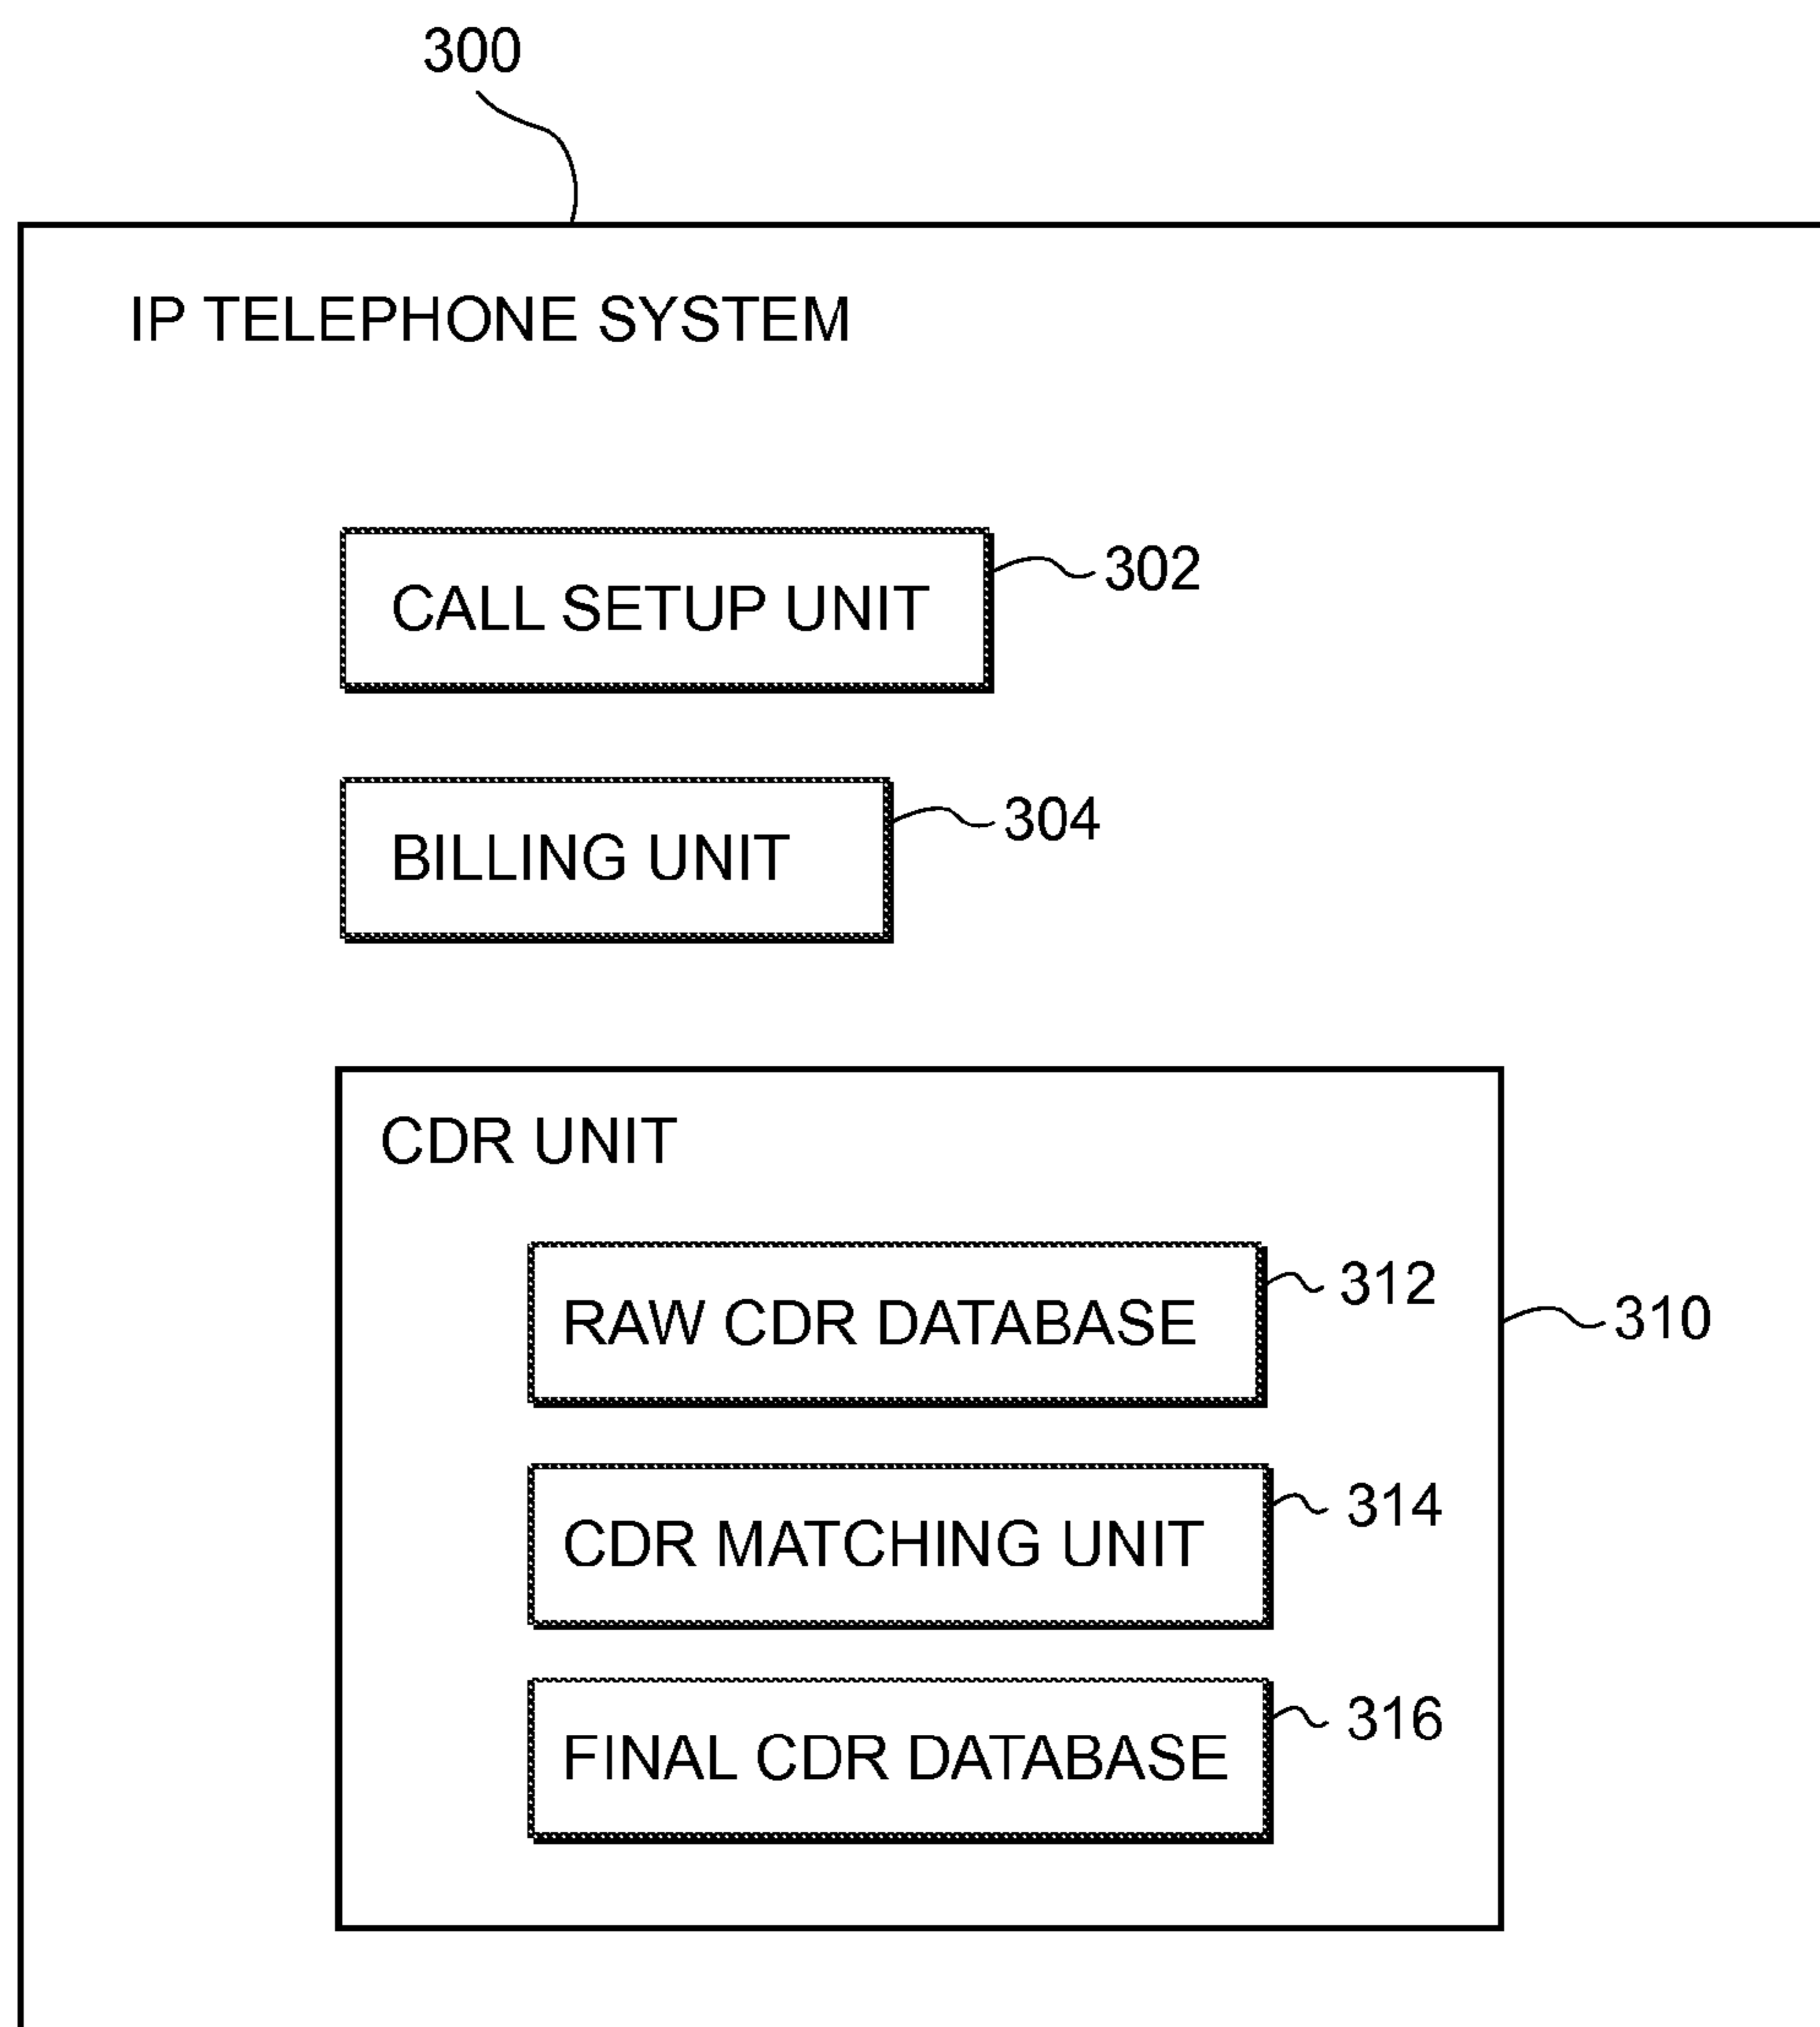 300
IP TELEPHONE SYSTEM
CALL SETUP UNIT
302
BILLING UNIT
304
CDR UNIT
RAW CDR DATABASE
312
310
CDR MATCHING UNIT
314
FINAL CDR DATABASE
316